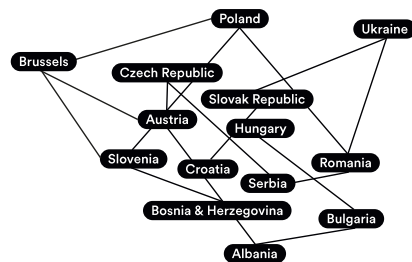 Poland
Ukraine
Brussels
Czech Republic
Slovak Republic
Austria
Hungary
Slovenia
Croatia
Romania
Serbia
Bosnia & Herzegovina
Bulgaria
Albania